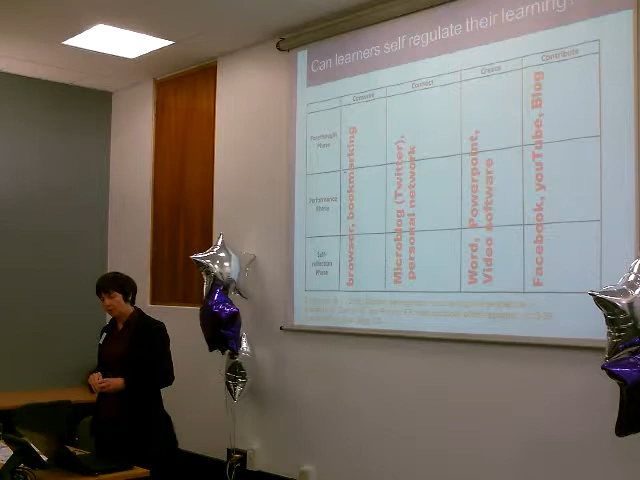 Can learners self regulate their learning?
Consume
Connect
Create
Contribute
Forethought
Phase
Performance
Phase
Self-
reflection
Phase
browser, bookmarking
Microblog (Twitter),
personal network
Word, Powerpoint,
Video software
Facebook, youTube, Blog